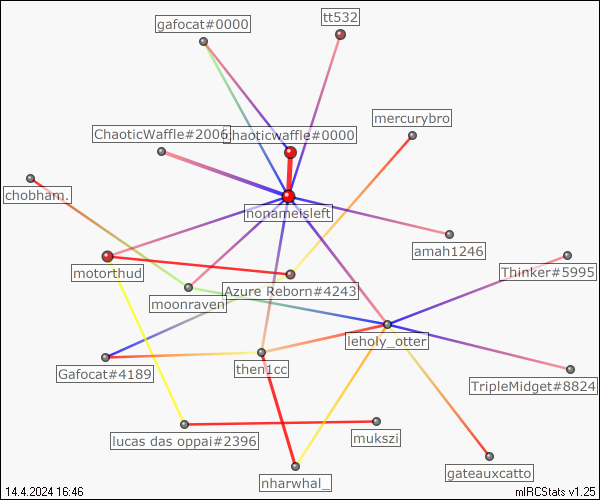 gafocat#0000
tt532
mercurybro
ChaoticWaffle#2006
chaoticwaffle#0000
chobham.
nonameisleft
amah1246
Thinker#5995
motorthud
moonraven
Azure Reborn#4243
leholy_otter
Gafocat#4189
then1cc
TripleMidget#8824
lucas das oppai#2396
mukszi
nharwhal_
gateauxcatto
14.4.2024 16:46
mIRCStats v1.25